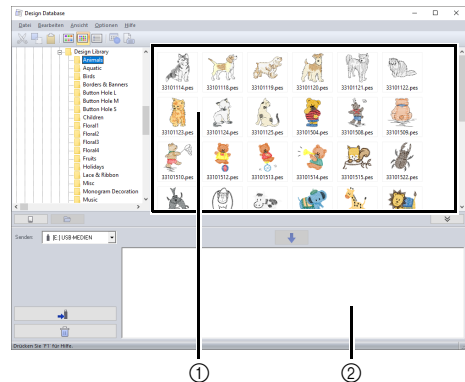 Design Database
Datei Bearbeiten Ansicht Optionen Hilfe
Design Library
Animals
Aquatic
Birds
Borders & Banners
Button Hole L
Button Hole M
Button Hole S
Children
Floral1
Floral2
Floral3
Floral4
Fruits
Holidays
Lace & Ribbon
Misc
Monogram Decoration
Music
33101114.pes 33101118.pes 33101119.pes 33101120.pes 33101121.pes 33101122.pes
33101123.pes 33101124.pes 33101125.pes 33101504.pes 33101508.pes 33101509.pes
33101510.pes 33101512.pes 33101513.pes 33101514.pes 33101515.pes 33101522.pes
Senden [E:] USB-MEDIEN
Drücken Sie 'F1' für Hilfe.
① ②